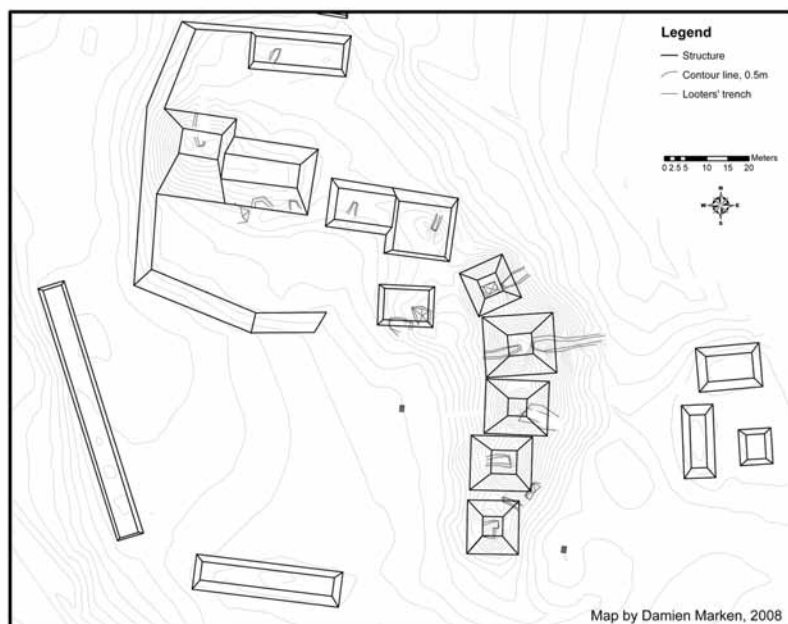 Legend
Structure
Contour line, 0.5m
Looters' trench
Meters
0 2.5 5 10 15 20
N
W E
S
Map by Damien Marken, 2008